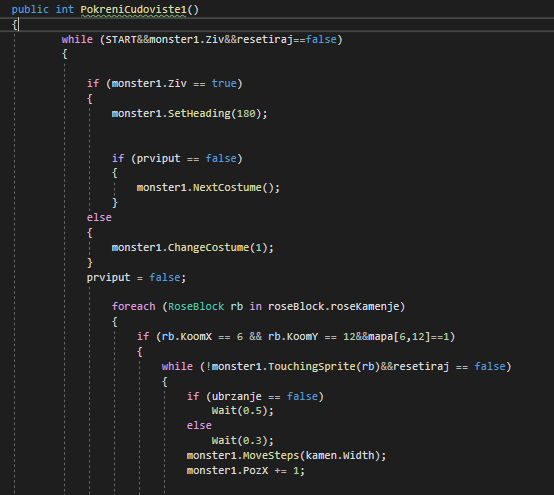 public int PokreniCudoviste1()
{
while (START&&monster1.Ziv&&resetiraj==false)
{
if (monster1.Ziv == true)
{
monster1.SetHeading(180);
if (prviput == false)
{
monster1.NextCostume();
}
else
{
monster1.ChangeCostume(1);
}
prviput = false;
foreach (RoseBlock rb in roseBlock.roseKamenje)
{
if (rb.KoomX == 6 && rb.KoomY == 12&&mapa[6,12]==1)
{
while (!monster1.TouchingSprite(rb)&&resetiraj == false)
{
if (ubrzanje == false)
Wait(0.5);
else
Wait(0.3);
monster1.MoveSteps(kamen.Width);
monster1.PozX += 1;